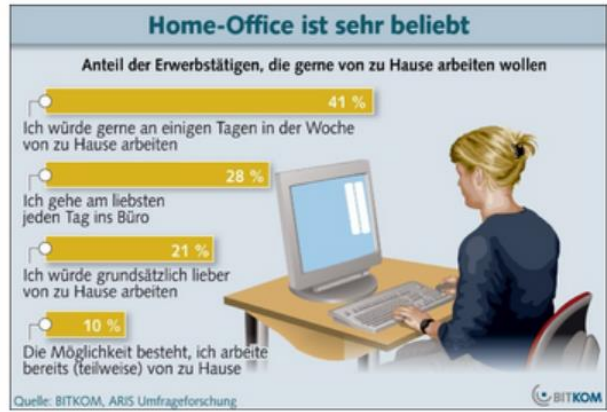 Home-Office ist sehr beliebt
Anteil der Erwerbstätigen, die gerne von zu Hause arbeiten wollen
41 %
Ich würde gerne an einigen Tagen in der Woche
von zu Hause arbeiten
28 %
Ich gehe am liebsten
jeden Tag ins Büro
21 %
Ich würde grundsätzlich lieber
von zu Hause arbeiten
10 %
Die Möglichkeit besteht, ich arbeite
bereits (teilweise) von zu Hause
Quelle: BITKOM, ARIS Umfrageforschung
BITKOM